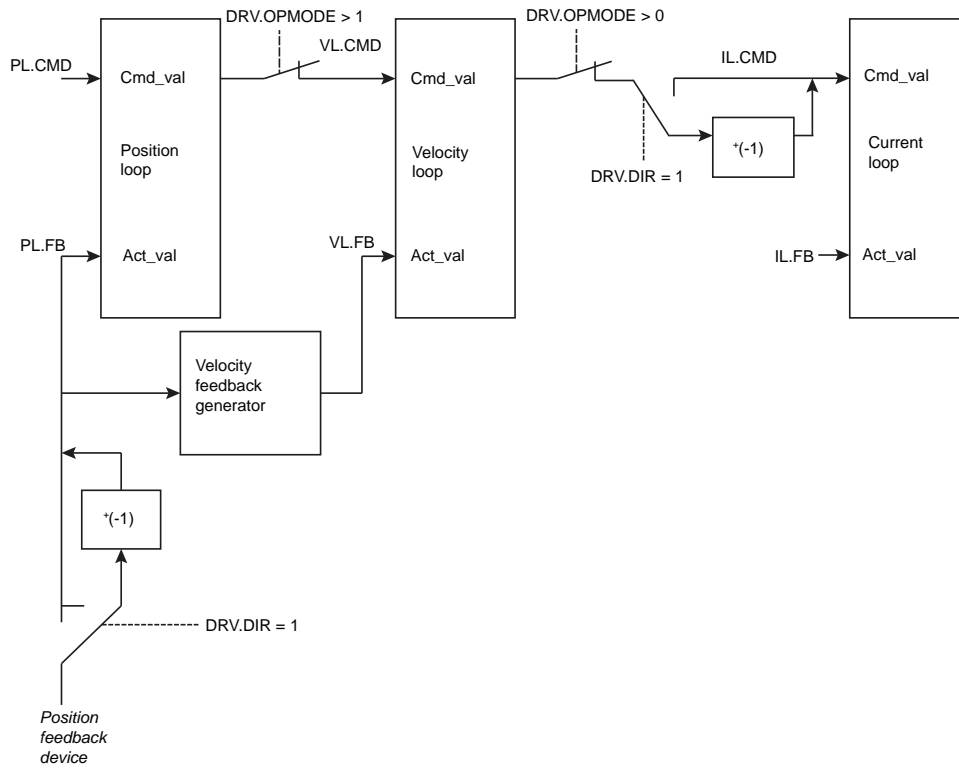 DRV.OPMODE > 1
DRV.OPMODE > 0
PL.CMD
VL.CMD
IL.CMD
Cmd_val
Cmd_val
Cmd_val
Position
loop
Velocity
loop
+(-1)
Current
loop
DRV.DIR = 1
PL.FB
VL.FB
IL.FB
Act_val
Act_val
Act_val
Velocity
feedback
generator
+(-1)
DRV.DIR = 1
Position
feedback
device